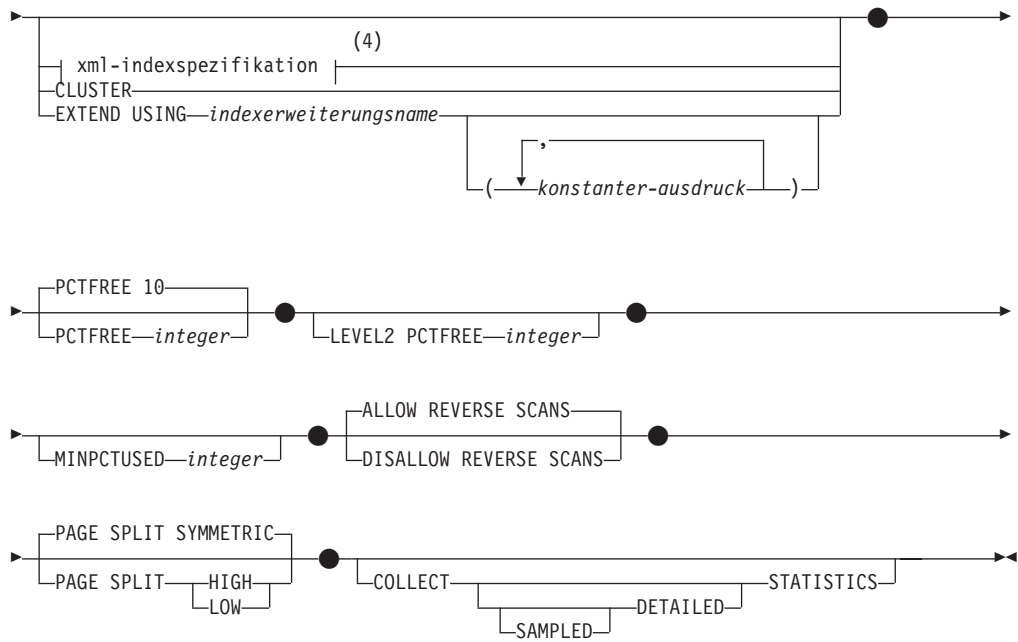 (4)
xml-indexspezifikation
CLUSTER
EXTEND USING indexerweiterungsname
,
( konstanter-ausdruck )
PCTFREE 10
PCTFREE integer
LEVEL2 PCTFREE integer
MINPCTUSED integer
ALLOW REVERSE SCANS
DISALLOW REVERSE SCANS
PAGE SPLIT SYMMETRIC
PAGE SPLIT HIGH
LOW
COLLECT STATISTICS
DETAILED
SAMPLED